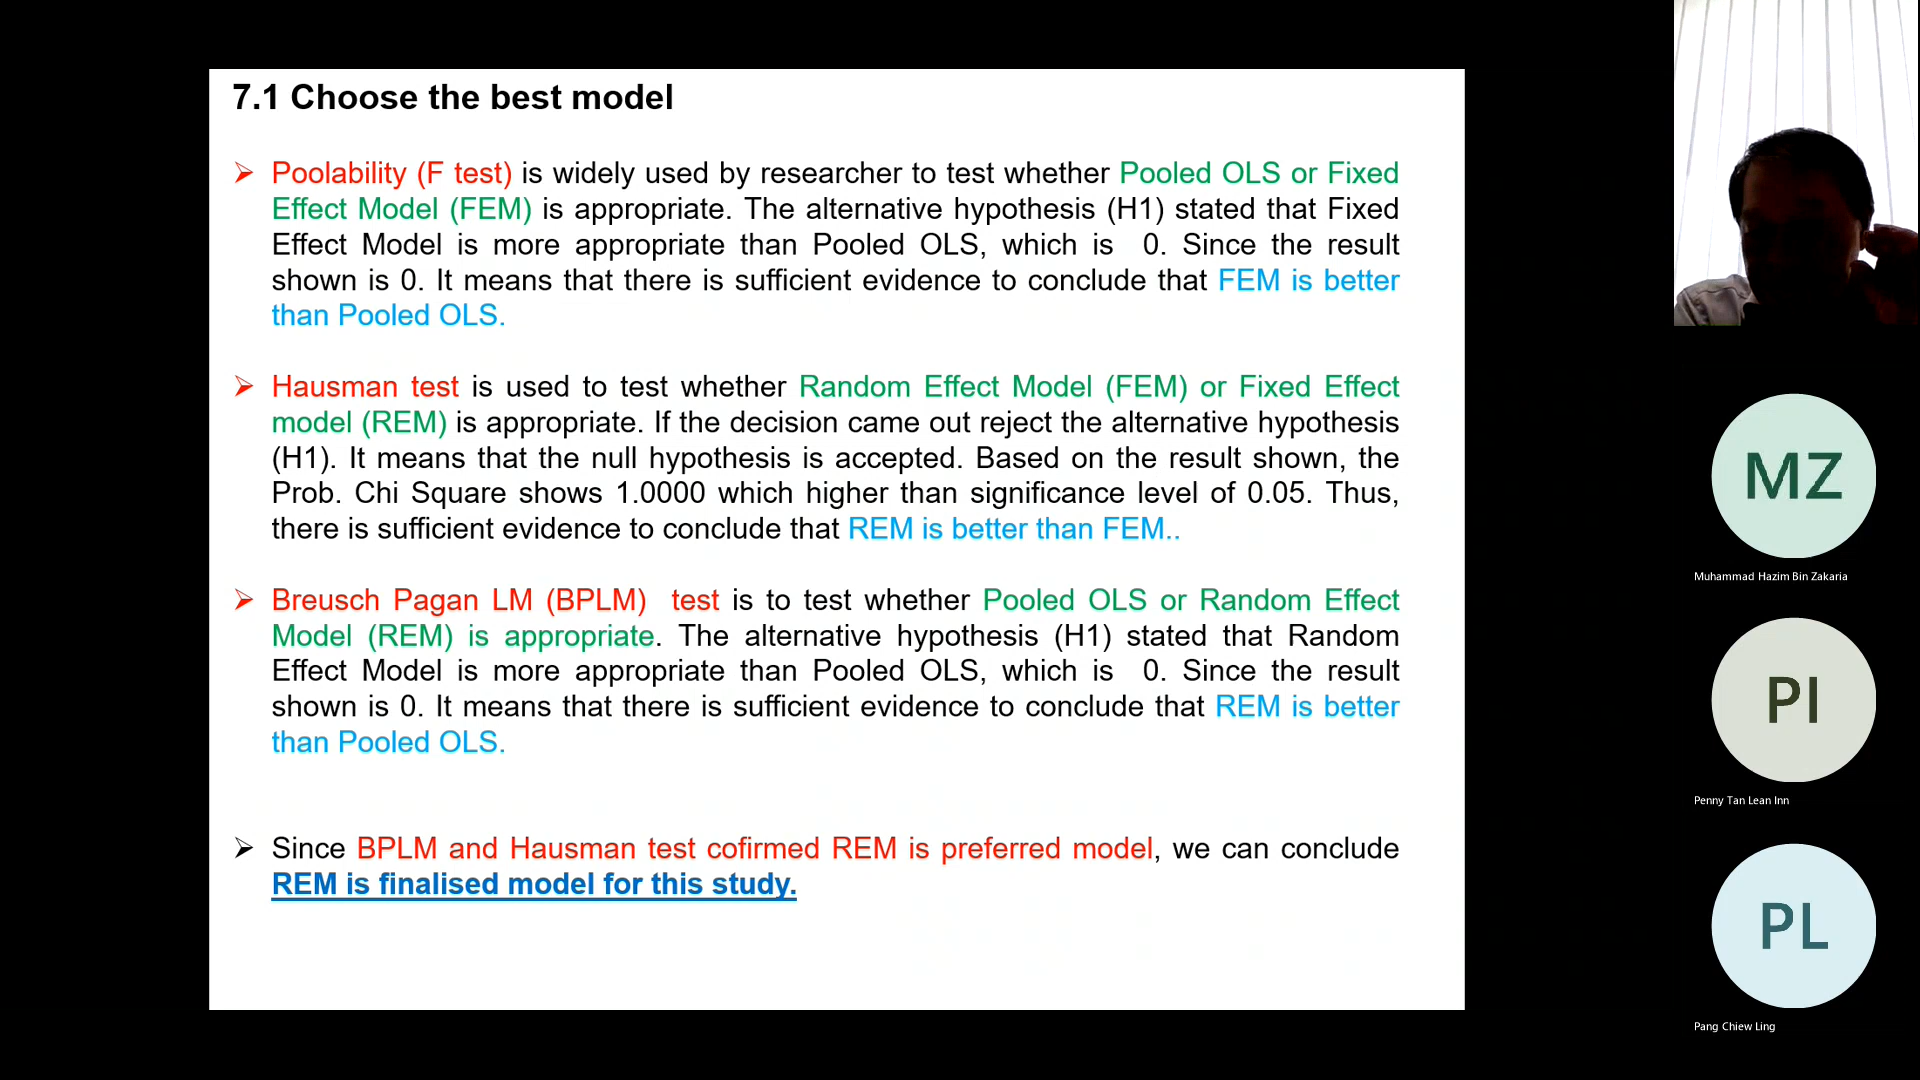 7.1 Choose the best model
➢ Poolability (F test) is widely used by researcher to test whether Pooled OLS or Fixed
Effect Model (FEM) is appropriate. The alternative hypothesis (H1) stated that Fixed
Effect Model is more appropriate than Pooled OLS, which is 0. Since the result
shown is 0. It means that there is sufficient evidence to conclude that FEM is better
than Pooled OLS.
➢ Hausman test is used to test whether Random Effect Model (FEM) or Fixed Effect
model (REM) is appropriate. If the decision came out reject the alternative hypothesis
(H1). It means that the null hypothesis is accepted. Based on the result shown, the
Prob. Chi Square shows 1.0000 which higher than significance level of 0.05. Thus,
there is sufficient evidence to conclude that REM is better than FEM..
➢ Breusch Pagan LM (BPLM) test is to test whether Pooled OLS or Random Effect
Model (REM) is appropriate. The alternative hypothesis (H1) stated that Random
Effect Model is more appropriate than Pooled OLS, which is 0. Since the result
shown is 0. It means that there is sufficient evidence to conclude that REM is better
than Pooled OLS.
➢ Since BPLM and Hausman test cofirmed REM is preferred model, we can conclude
REM is finalised model for this study.
MZ
Muhammad Hazim Bin Zakaria
PI
Penny Tan Lean Inn
PL
Pang Chiew Ling